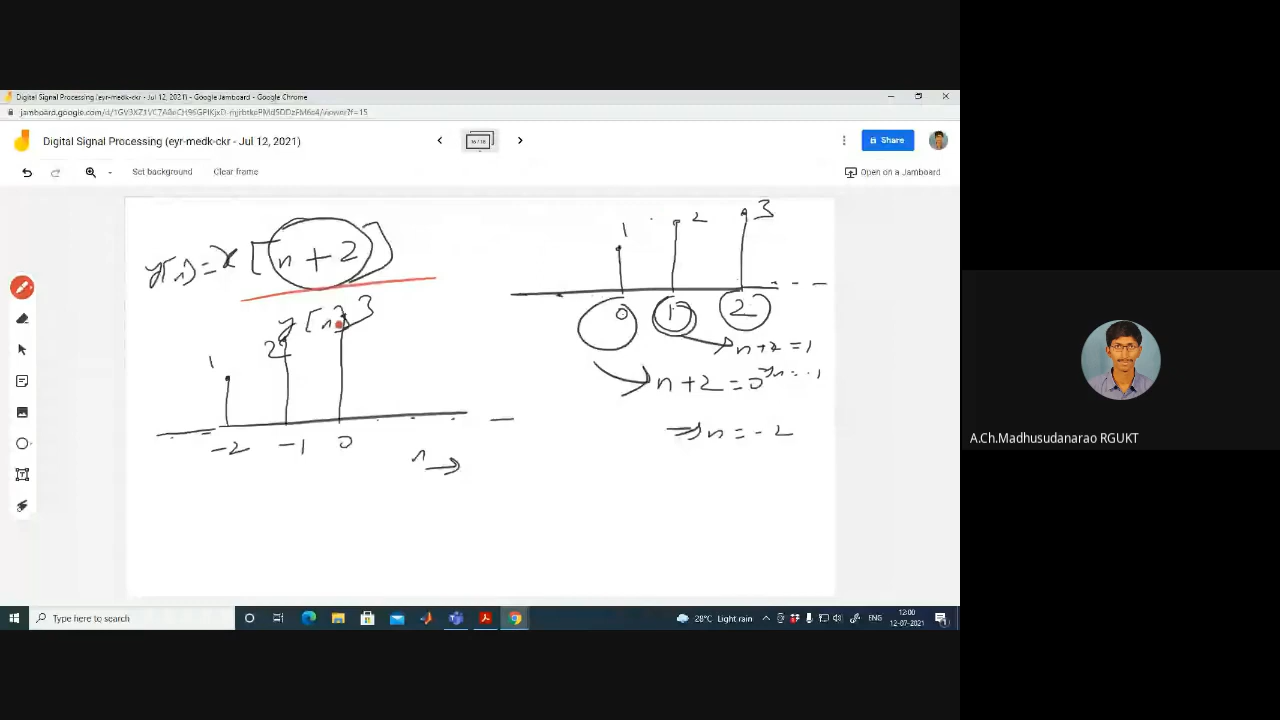 Digital Signal Processing (eyr-medk-ckr - Jul 12, 2021) - Google Jamboard - Google Chrome
Digital Signal Processing (eyr-medk-ckr - Jul 12, 2021)
16 / 18
Share
Set background
Clear frame
Open on a Jamboard
y[n] = x [n + 2]
y[n]
1
2
3
-2 -1 0
n →
1 2 3
0 1 2
→ n+2 = 1
⇒ n = -1
→ n+2 = 0
⇒ n = -2
A.Ch.Madhusudanarao RGUKT
Type here to search
28°C Light rain
ENG
12:00
12-07-2021